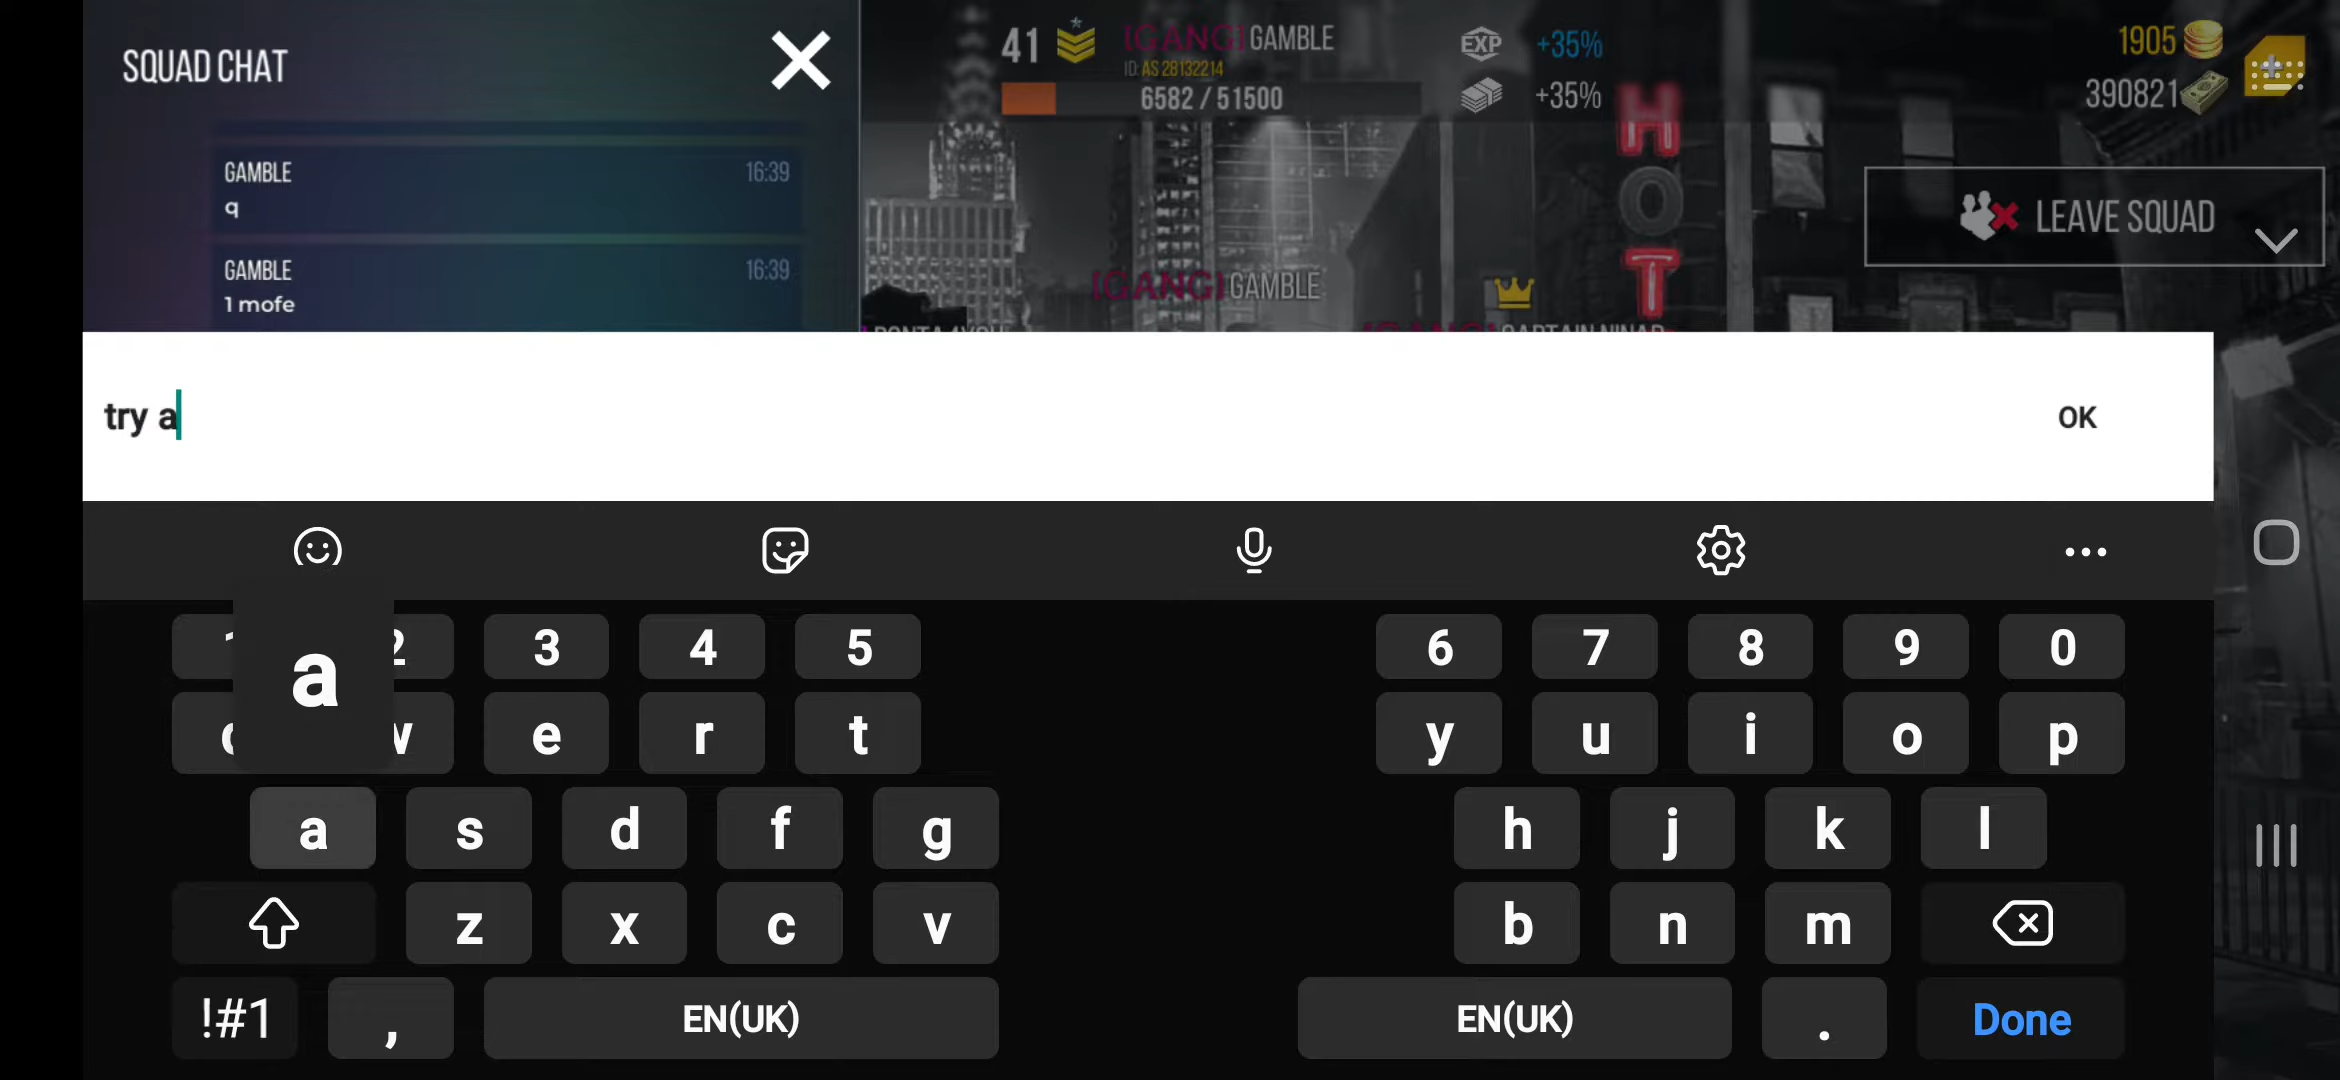 SQUAD CHAT
GAMBLE 16:39
q
GAMBLE 16:39
1 mofe
41 [GANG]GAMBLE
ID: AS 28132214
6582 / 51500
EXP +35%
+35%
1905
390821
HOT
LEAVE SQUAD
[GANG]GAMBLE
try a
OK
a
3 4 5 6 7 8 9 0
e r t y u i o p
a s d f g h j k l
z x c v b n m
!#1 , EN(UK) EN(UK) . Done